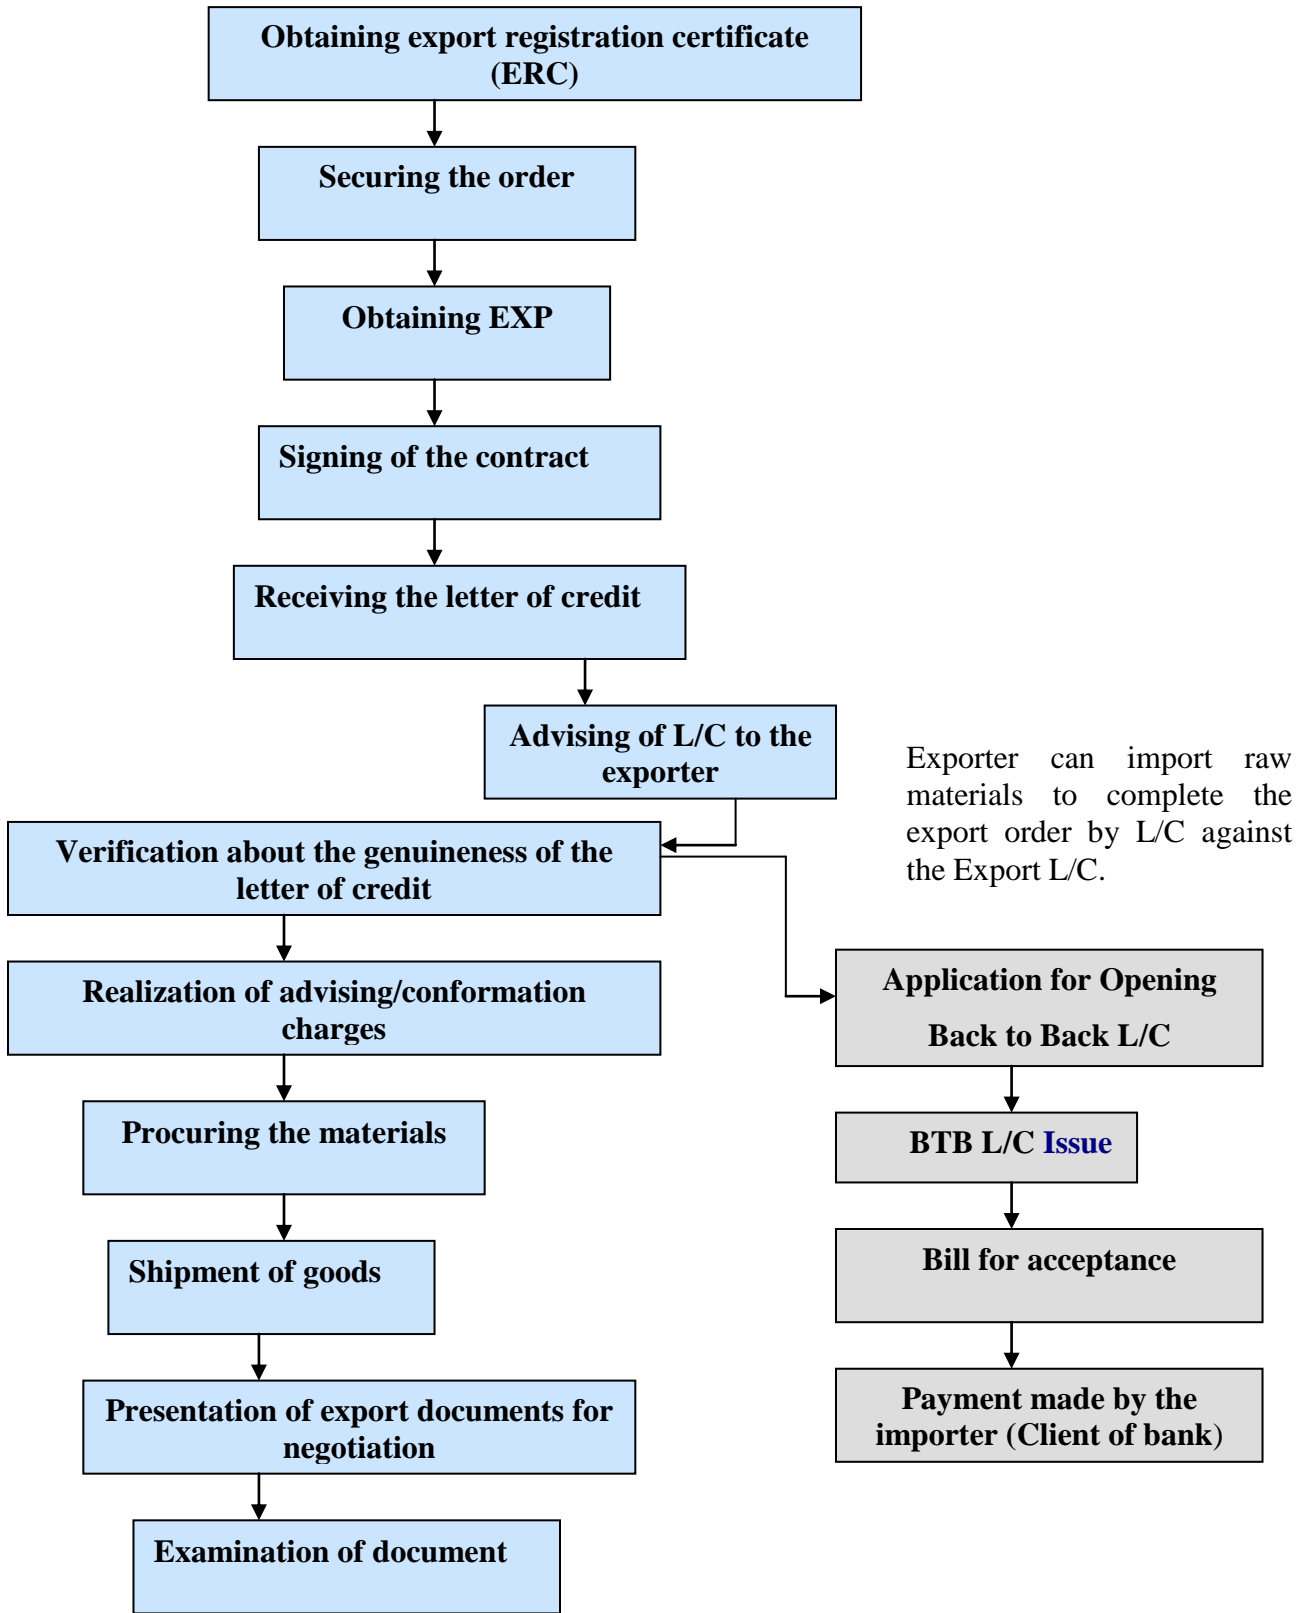 Obtaining export registration certificate
(ERC)
Securing the order
Obtaining EXP
Signing of the contract
Receiving the letter of credit
Advising of L/C to the
exporter
Exporter can import raw
materials to complete the
export order by L/C against
the Export L/C.
Verification about the genuineness of the
letter of credit
Realization of advising/conformation
charges
Procuring the materials
Shipment of goods
Presentation of export documents for
negotiation
Examination of document
Application for Opening
Back to Back L/C
BTB L/C Issue
Bill for acceptance
Payment made by the
importer (Client of bank)